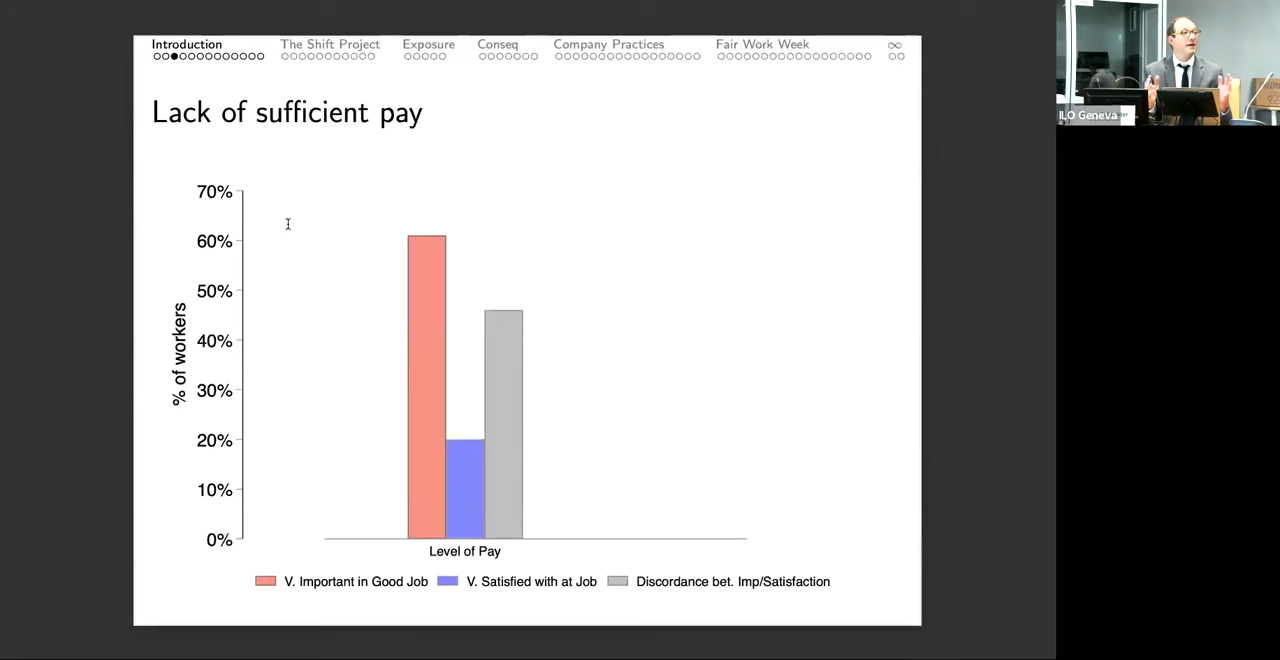 Introduction The Shift Project Exposure Conseq Company Practices Fair Work Week ∞
Lack of sufficient pay
70%
60%
50%
40%
30%
20%
10%
0%
% of workers
Level of Pay
V. Important in Good Job V. Satisfied with at Job Discordance bet. Imp/Satisfaction
ILO Geneva